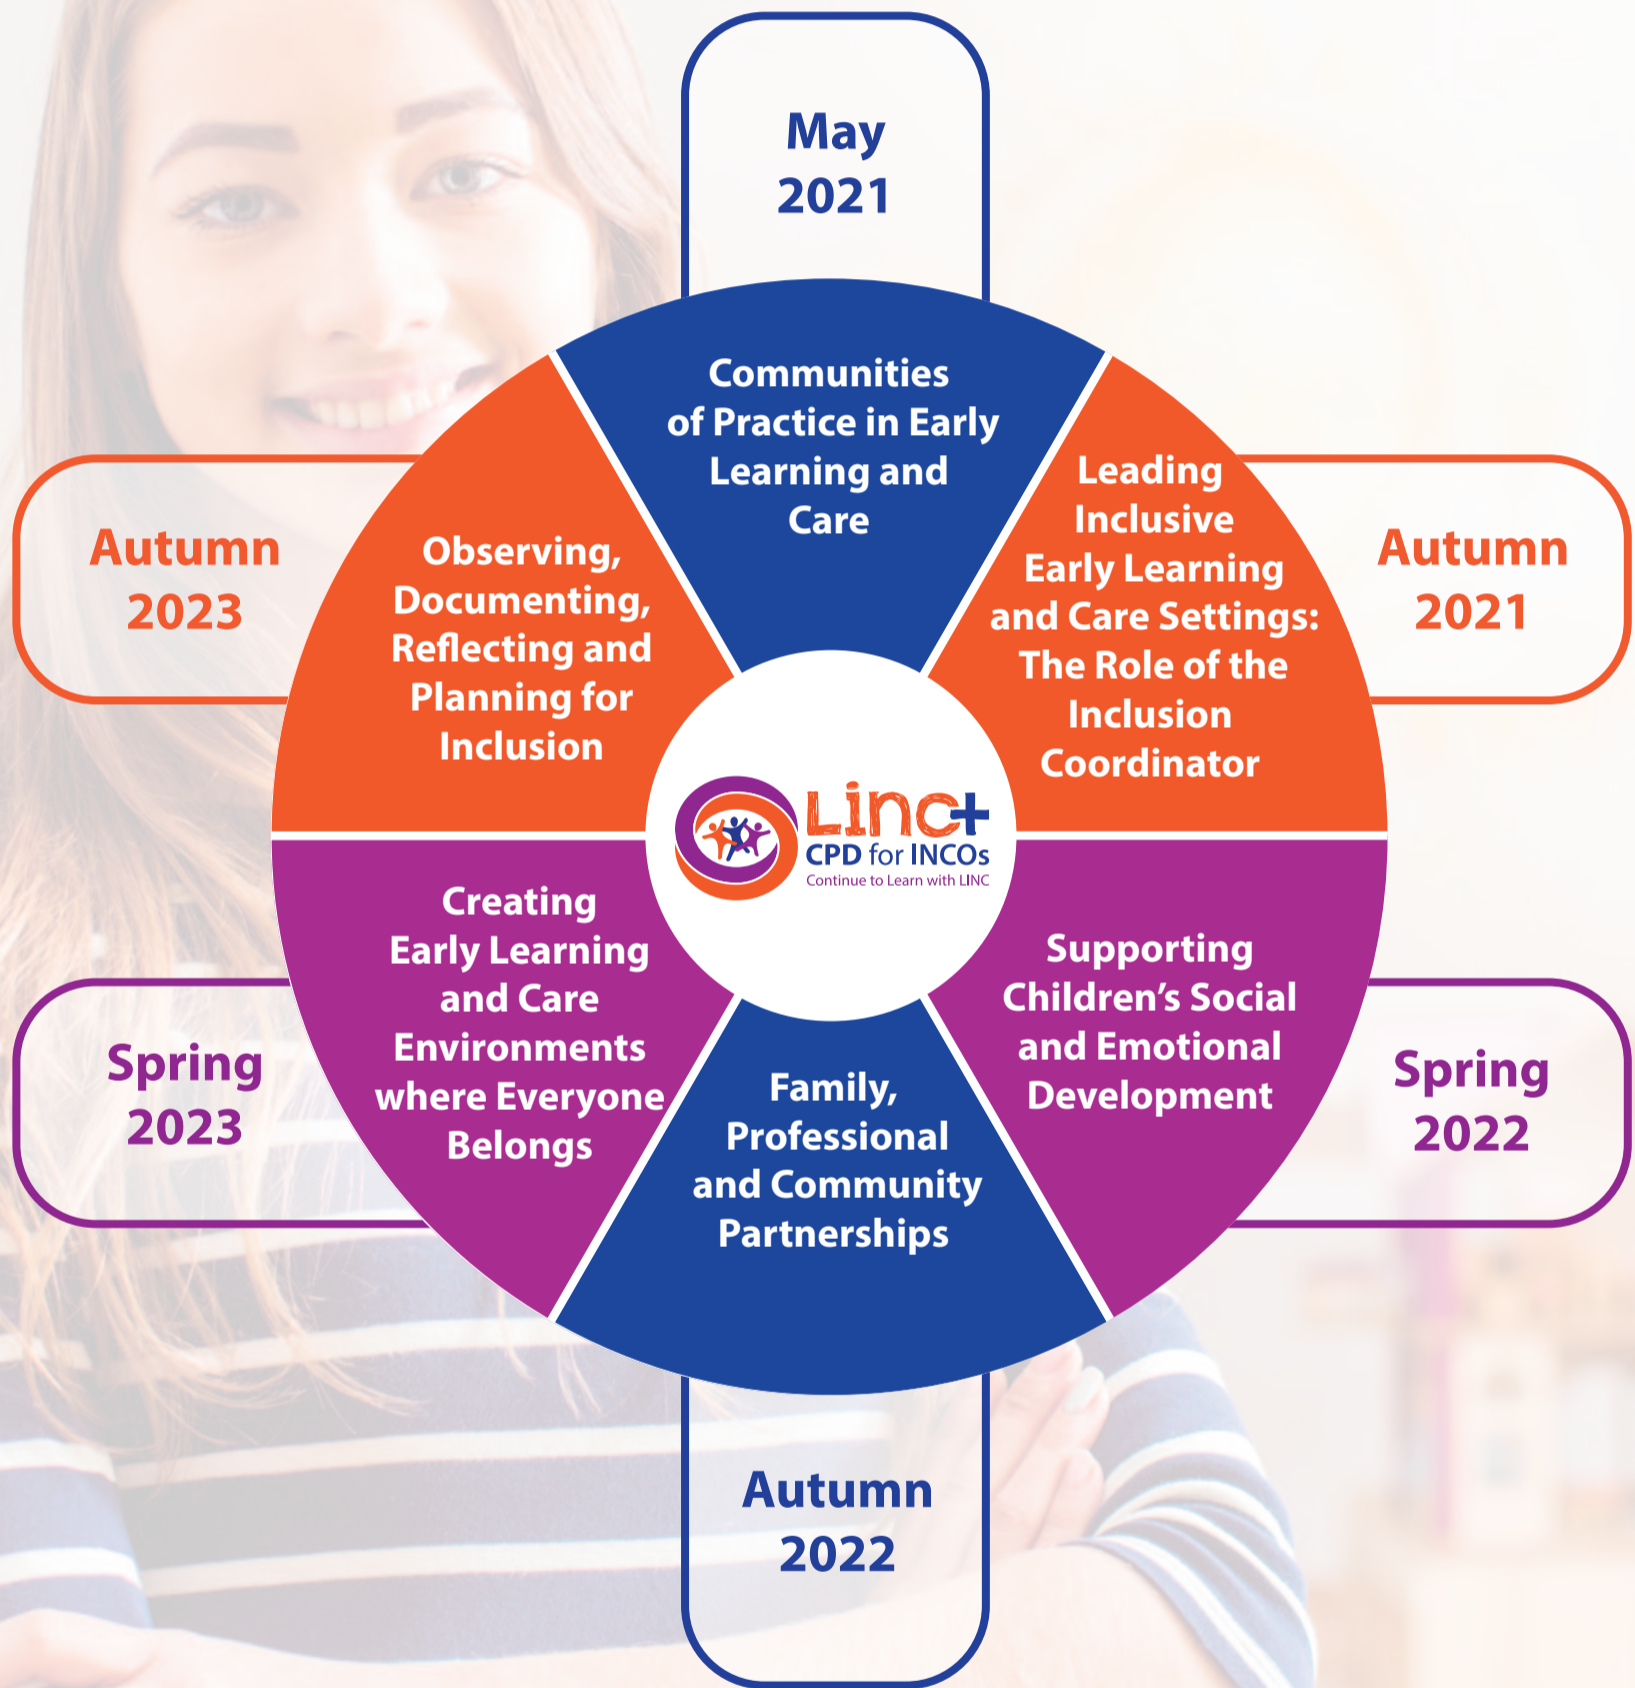 May
2021
Communities
of Practice in Early
Learning and
Care
Leading
Inclusive
Early Learning
and Care Settings:
The Role of the
Inclusion
Coordinator
Autumn
2021
Supporting
Children’s Social
and Emotional
Development
Spring
2022
Family,
Professional
and Community
Partnerships
Autumn
2022
Creating
Early Learning
and Care
Environments
where Everyone
Belongs
Spring
2023
Observing,
Documenting,
Reflecting and
Planning for
Inclusion
Autumn
2023
Linc+
CPD for INCOs
Continue to Learn with LINC